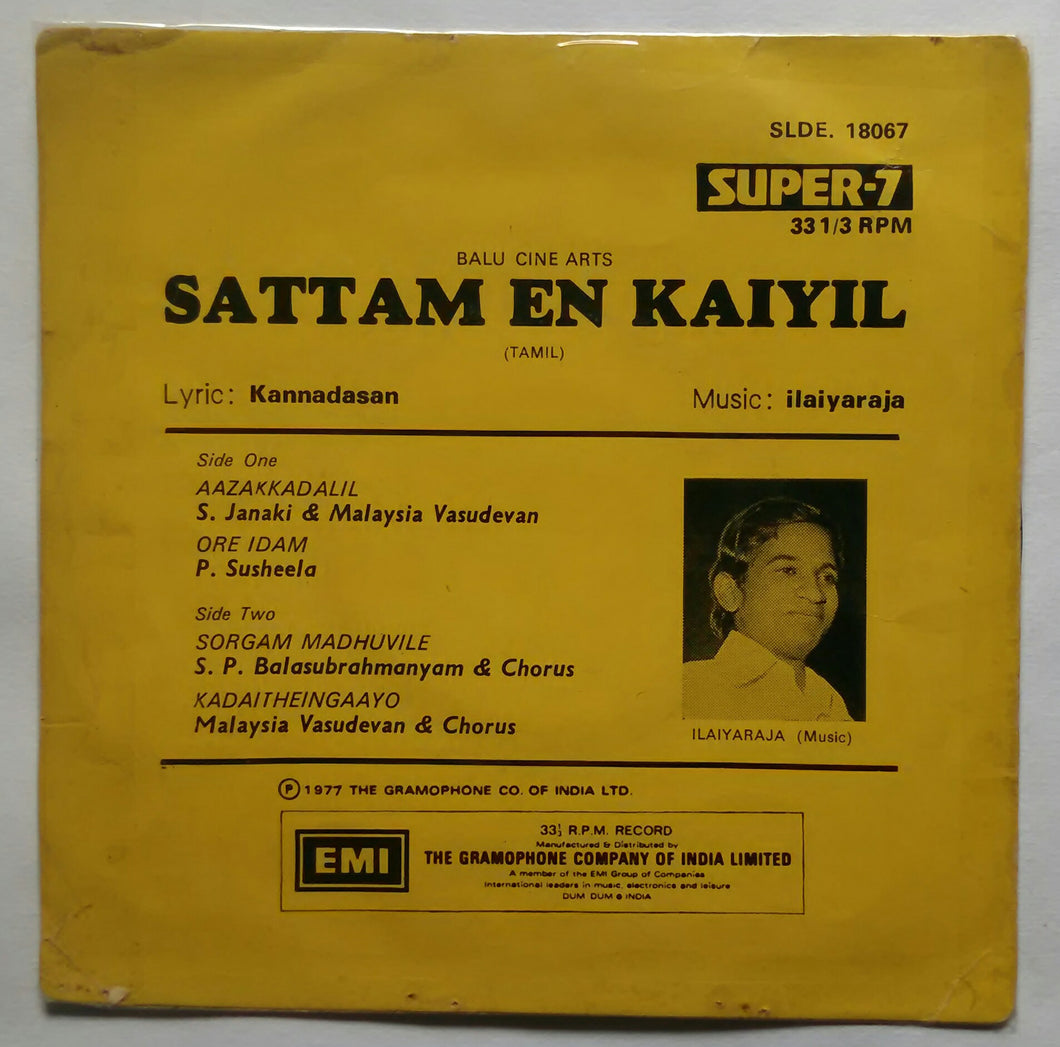 SLDE. 18067
SUPER-7
33 1/3 RPM
BALU CINE ARTS
SATTAM EN KAIYIL
(TAMIL)
Lyric: Kannadasan
Music: ilaiyaraja
Side One
AAZAKKADALIL
S. Janaki & Malaysia Vasudevan
ORE IDAM
P. Susheela
Side Two
SORGAM MADHUVILE
S. P. Balasubrahmanyam & Chorus
KADAITHEINGAAYO
Malaysia Vasudevan & Chorus
ILAIYARAJA (Music)
Ⓟ 1977 THE GRAMOPHONE CO. OF INDIA LTD.
EMI
33⅓ R.P.M. RECORD
Manufactured & Distributed by
THE GRAMOPHONE COMPANY OF INDIA LIMITED
A member of the EMI Group of Companies
International leaders in music, electronics and leisure
DUM DUM • INDIA